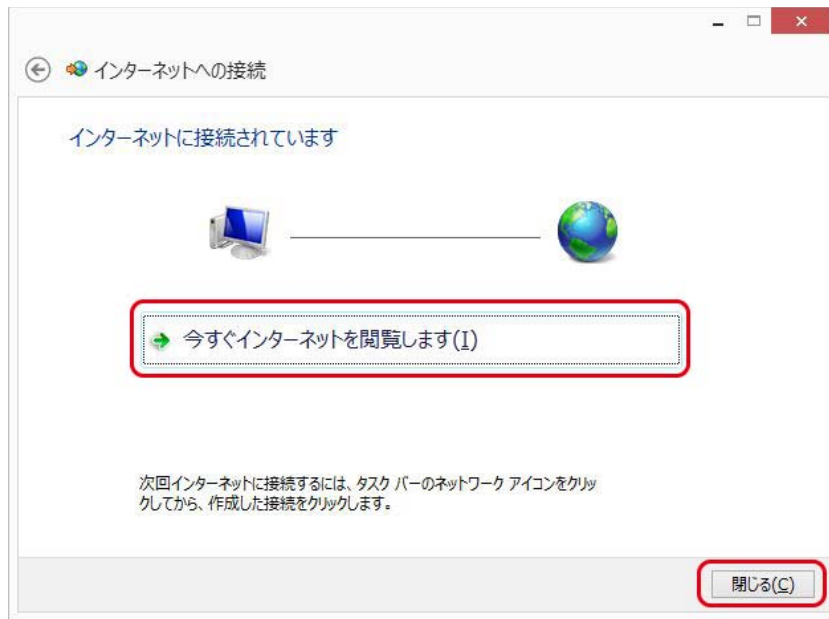 インターネットへの接続
インターネットに接続されています
今すぐインターネットを閲覧します(I)
次回インターネットに接続するには、タスク バーのネットワーク アイコンをクリッ
クしてから、作成した接続をクリックします。
閉じる(C)